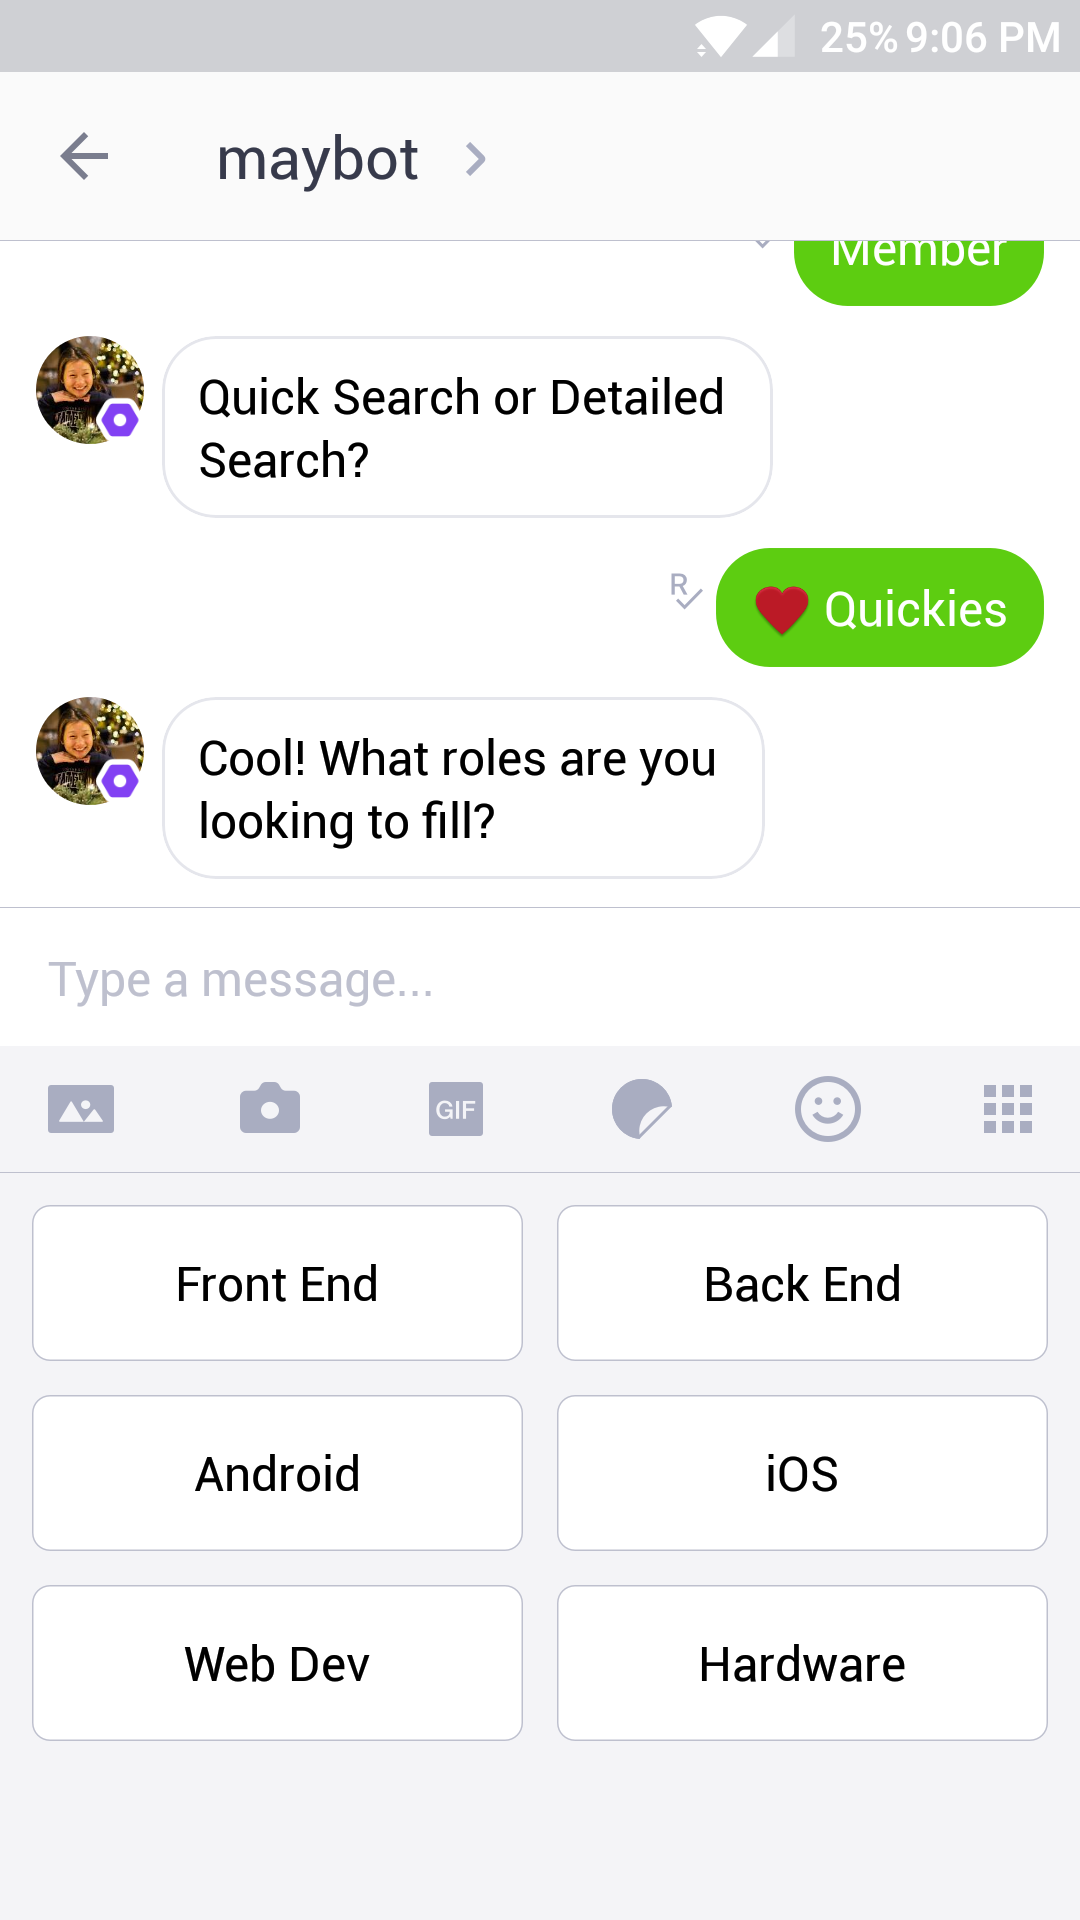 25% 9:06 PM
maybot
Member
Quick Search or Detailed
Search?
R
❤ Quickies
Cool! What roles are you
looking to fill?
Type a message...
GIF
Front End
Back End
Android
iOS
Web Dev
Hardware